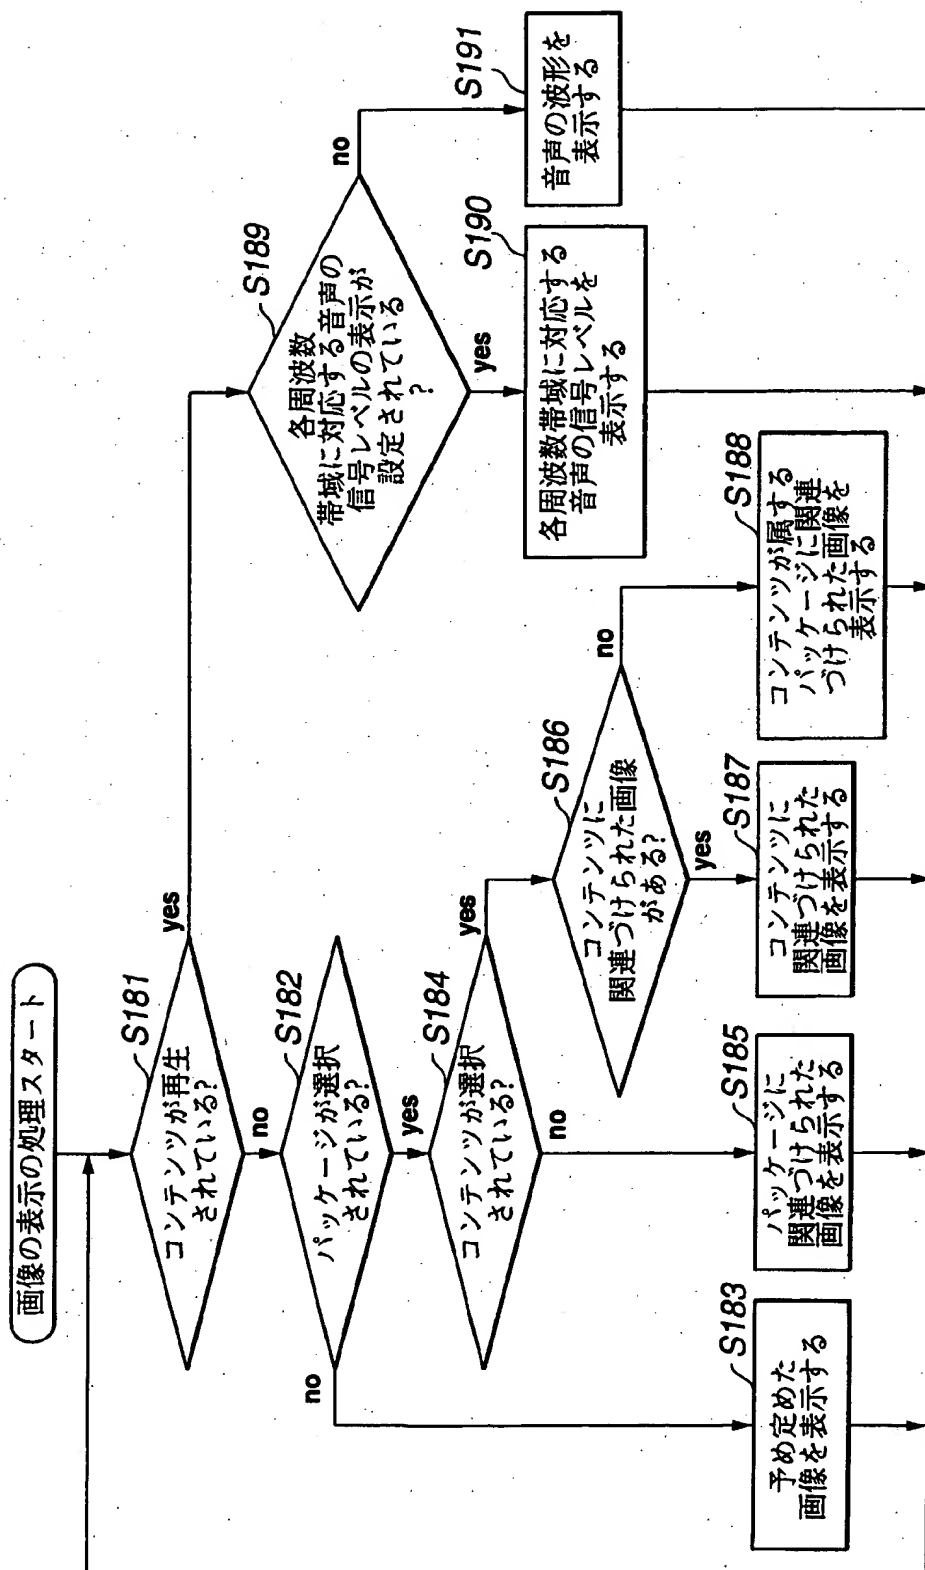 画像の表示の処理スタート
S181
コンテンツが再生
されている?
yes
no
S182
パッケージが選択
されている?
no
yes
S184
コンテンツが選択
されている?
yes
no
S186
コンテンツに
関連づけられた画像
がある?
no
yes
S189
各周波数
帯域に対応する音声の
信号レベルの表示が
設定されている
?
no
yes
S183
予め定めた
画像を表示する
S185
パッケージに
関連づけられた
画像を表示する
S187
コンテンツに
関連づけられた
画像を表示する
S188
コンテンツが属する
パッケージに関連
づけられた画像を
表示する
S190
各周波数帯域に対応する
音声の信号レベルを
表示する
S191
音声の波形を
表示する